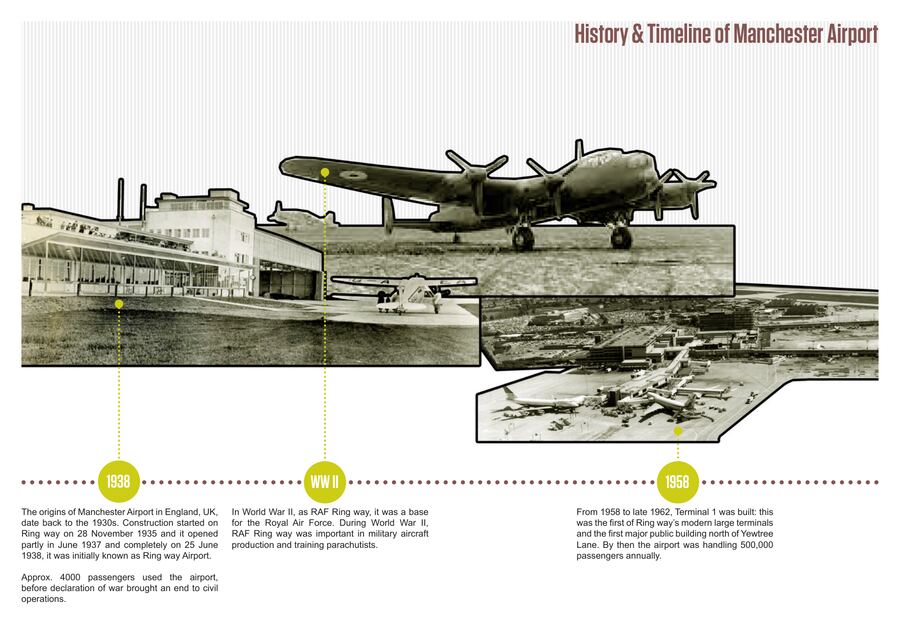 History & Timeline of Manchester Airport
1938
The origins of Manchester Airport in England, UK,
date back to the 1930s. Construction started on
Ring way on 28 November 1935 and it opened
partly in June 1937 and completely on 25 June
1938, it was initially known as Ring way Airport.
Approx. 4000 passengers used the airport,
before declaration of war brought an end to civil
operations.
WW II
In World War II, as RAF Ring way, it was a base
for the Royal Air Force. During World War II,
RAF Ring way was important in military aircraft
production and training parachutists.
1958
From 1958 to late 1962, Terminal 1 was built: this
was the first of Ring way's modern large terminals
and the first major public building north of Yewtree
Lane. By then the airport was handling 500,000
passengers annually.